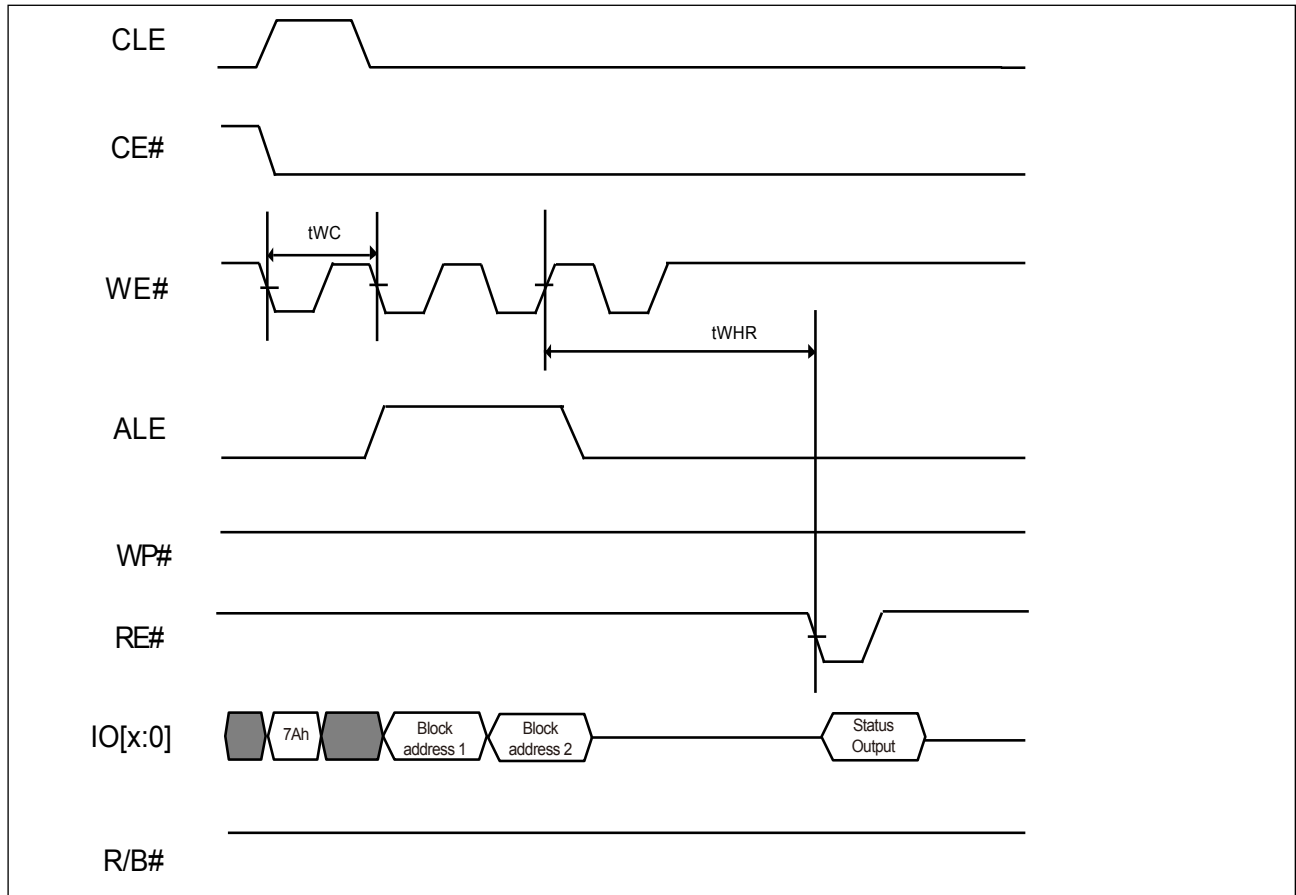 CLE
CE#
tWC
WE#
tWHR
ALE
WP#
RE#
IO[x:0]
7Ah
Block
address 1
Block
address 2
Status
Output
R/B#